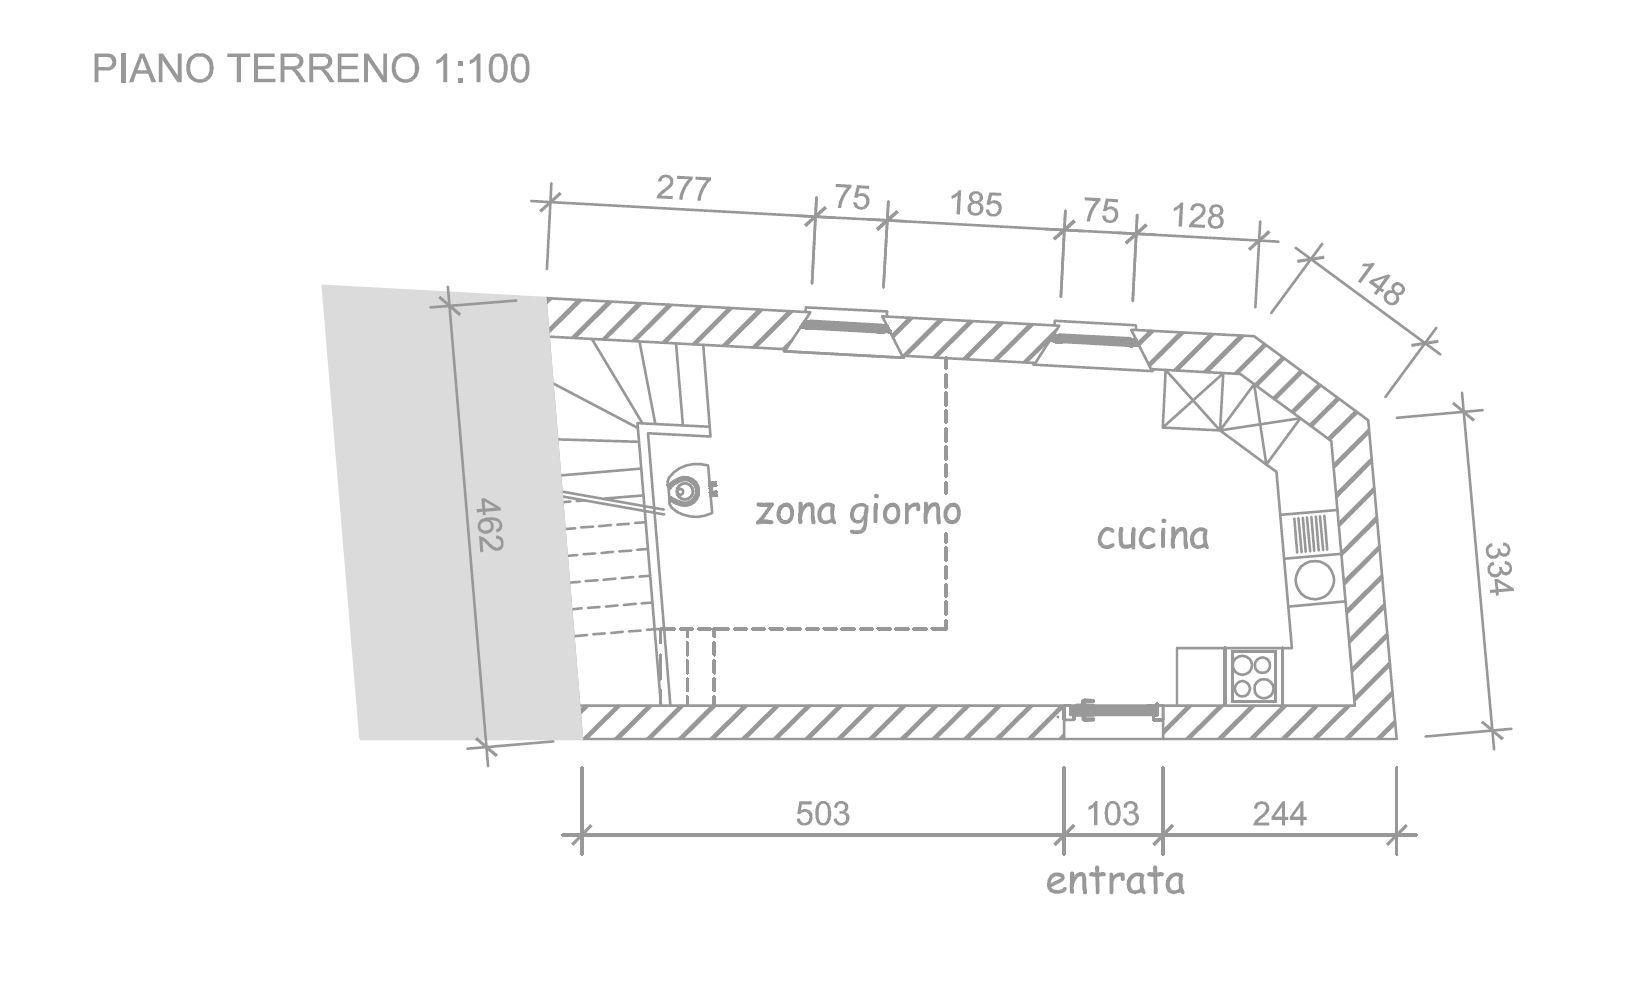 PIANO TERRENO 1:100
277
75
185
75
128
148
462
zona giorno
cucina
334
503
103
244
entrata